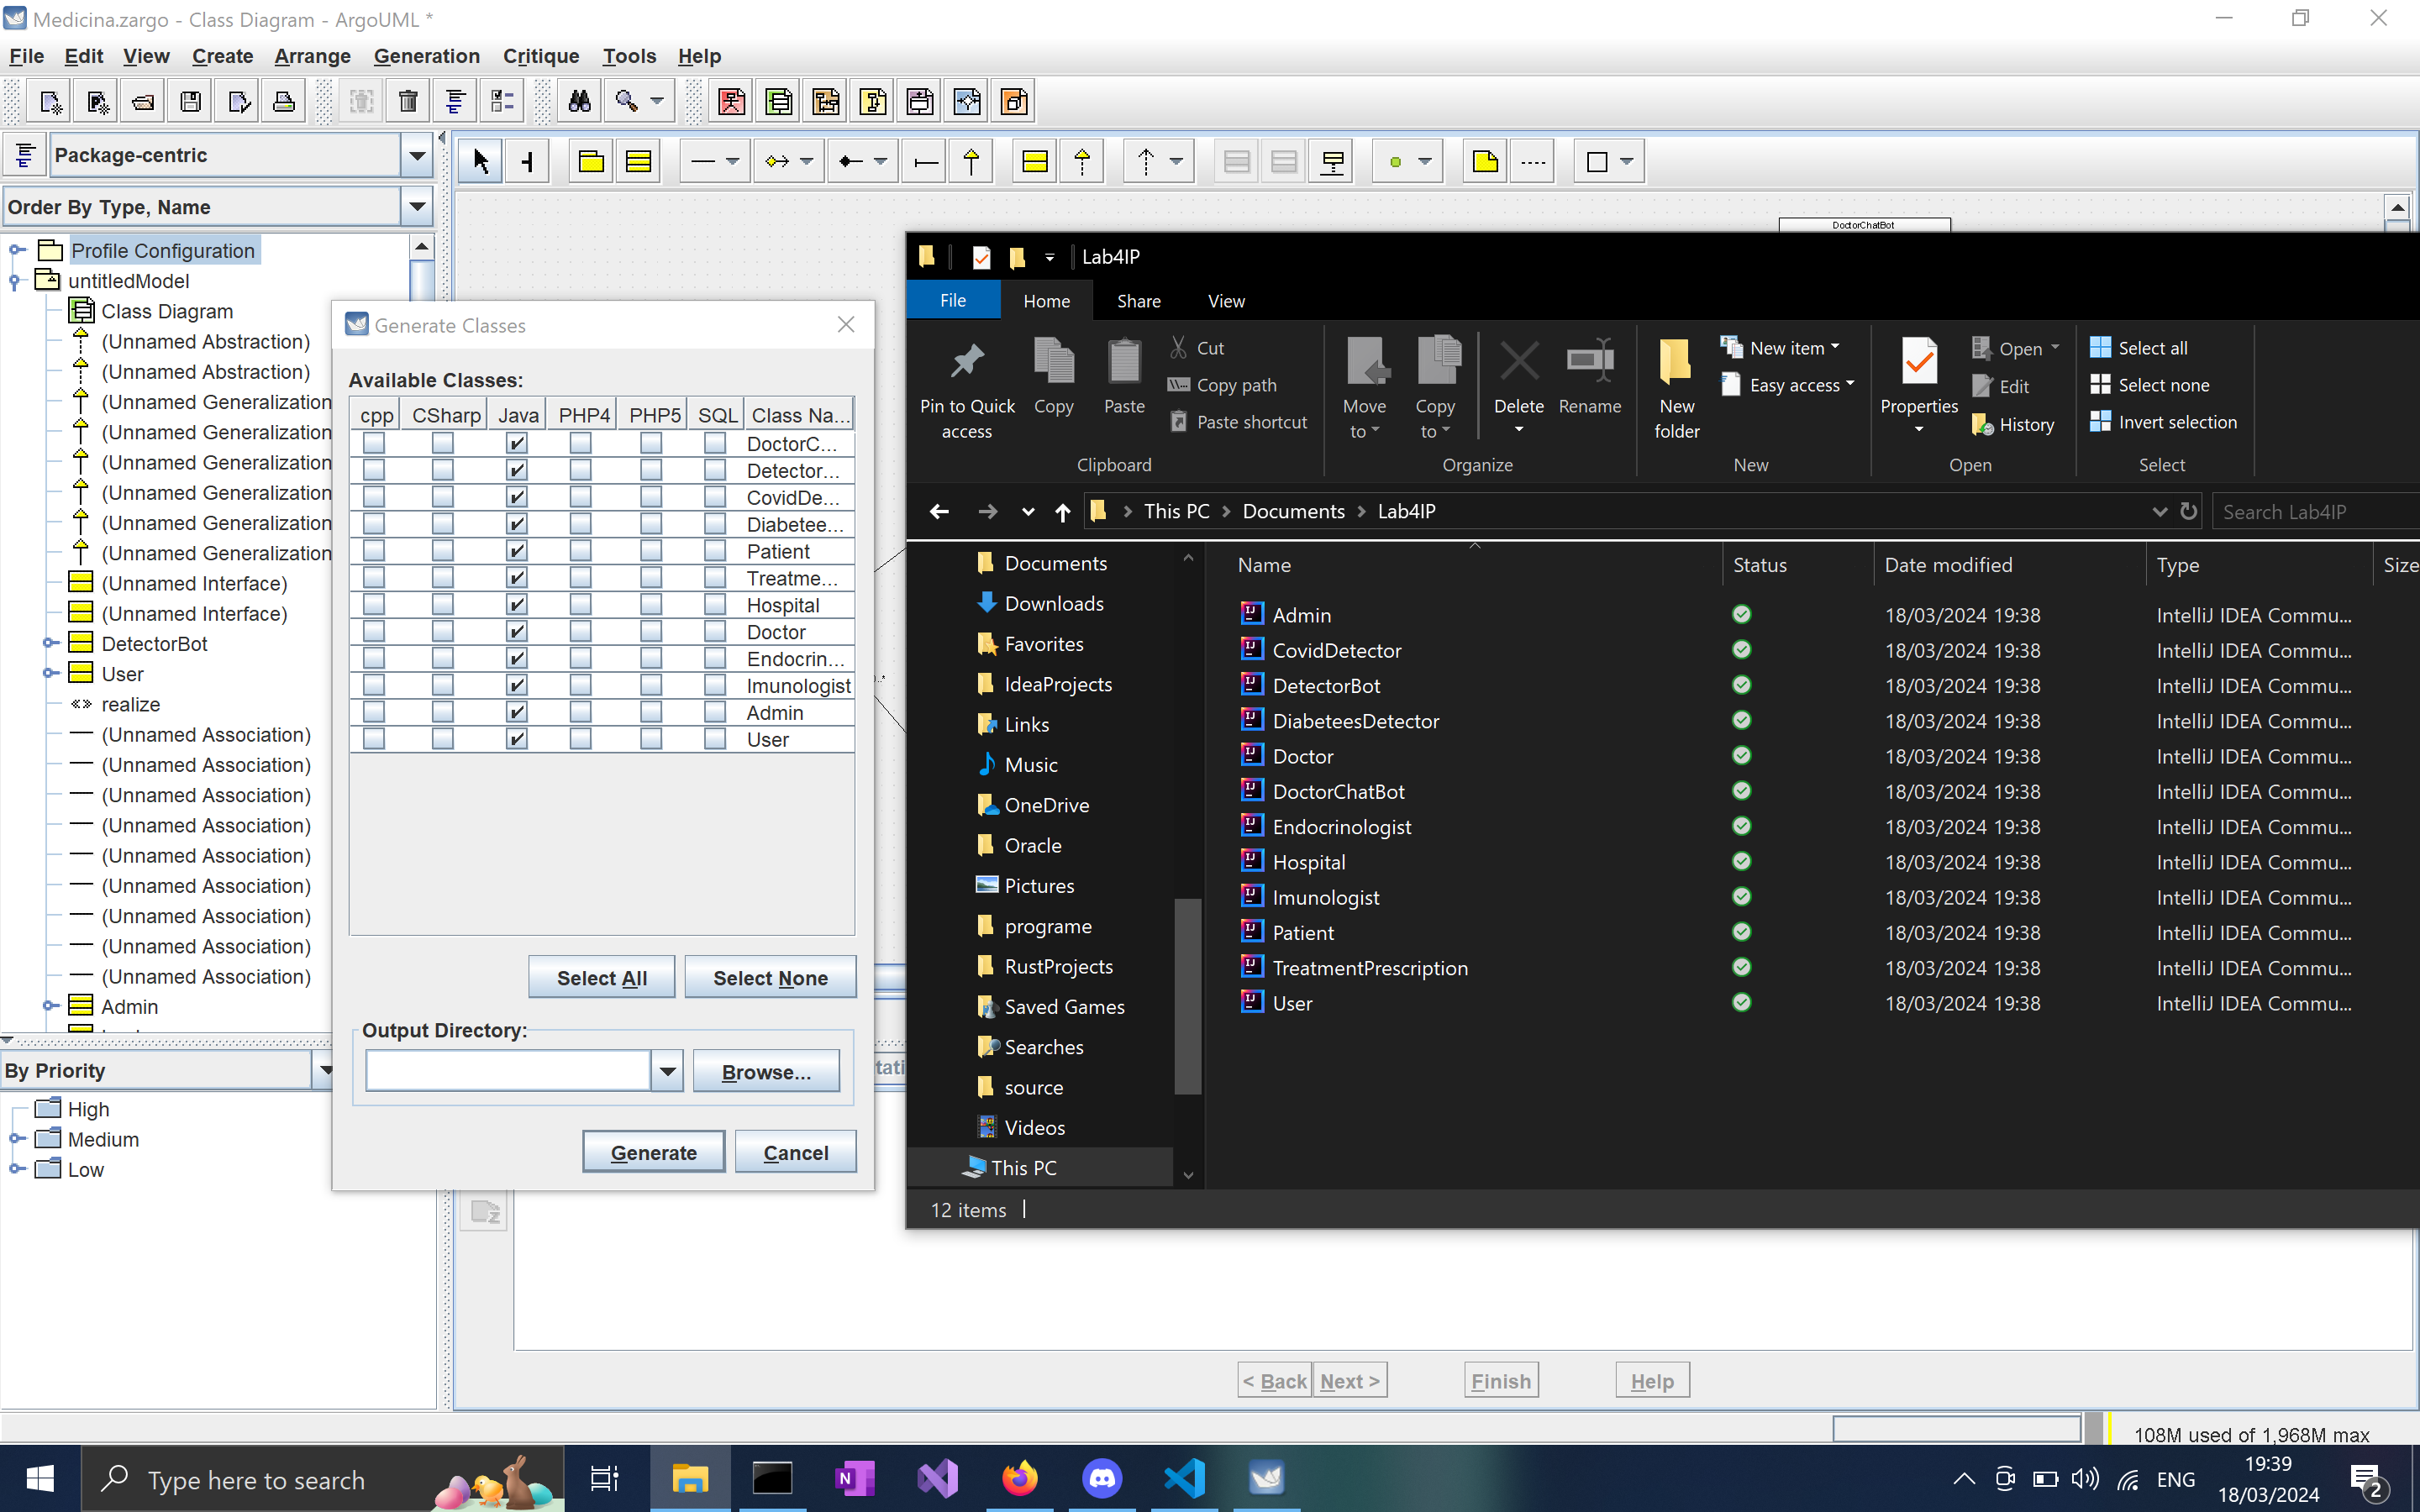 Medicina.zargo - Class Diagram - ArgoUML *
File Edit View Create Arrange Generation Critique Tools Help
Package-centric
Order By Type, Name
Profile Configuration
untitledModel
Class Diagram
(Unnamed Abstraction)
(Unnamed Abstraction)
(Unnamed Generalization
(Unnamed Generalization
(Unnamed Generalization
(Unnamed Generalization
(Unnamed Generalization
(Unnamed Generalization
(Unnamed Interface)
(Unnamed Interface)
DetectorBot
User
realize
(Unnamed Association)
(Unnamed Association)
(Unnamed Association)
(Unnamed Association)
(Unnamed Association)
(Unnamed Association)
(Unnamed Association)
(Unnamed Association)
(Unnamed Association)
Admin
By Priority
High
Medium
Low
DoctorChatBot
Generate Classes
Available Classes:
cpp CSharp Java PHP4 PHP5 SQL Class Na...
DoctorC...
Detector...
CovidDe...
Diabetee...
Patient
Treatme...
Hospital
Doctor
Endocrin...
Imunologist
Admin
User
Select All Select None
Output Directory:
Browse...
Generate Cancel
tati
Lab4IP
File Home Share View
Pin to Quick access
Copy
Paste
Cut
Copy path
Paste shortcut
Clipboard
Move to
Copy to
Delete
Rename
Organize
New folder
New item
Easy access
New
Properties
Open
Edit
History
Open
Select all
Select none
Invert selection
Select
This PC Documents Lab4IP
Search Lab4IP
Documents
Downloads
Favorites
IdeaProjects
Links
Music
OneDrive
Oracle
Pictures
programe
RustProjects
Saved Games
Searches
source
Videos
This PC
Name Status Date modified Type Size
Admin 18/03/2024 19:38 IntelliJ IDEA Commu...
CovidDetector 18/03/2024 19:38 IntelliJ IDEA Commu...
DetectorBot 18/03/2024 19:38 IntelliJ IDEA Commu...
DiabeteesDetector 18/03/2024 19:38 IntelliJ IDEA Commu...
Doctor 18/03/2024 19:38 IntelliJ IDEA Commu...
DoctorChatBot 18/03/2024 19:38 IntelliJ IDEA Commu...
Endocrinologist 18/03/2024 19:38 IntelliJ IDEA Commu...
Hospital 18/03/2024 19:38 IntelliJ IDEA Commu...
Imunologist 18/03/2024 19:38 IntelliJ IDEA Commu...
Patient 18/03/2024 19:38 IntelliJ IDEA Commu...
TreatmentPrescription 18/03/2024 19:38 IntelliJ IDEA Commu...
User 18/03/2024 19:38 IntelliJ IDEA Commu...
12 items
< Back Next > Finish Help
108M used of 1,968M max
Type here to search
ENG
19:39
18/03/2024
2